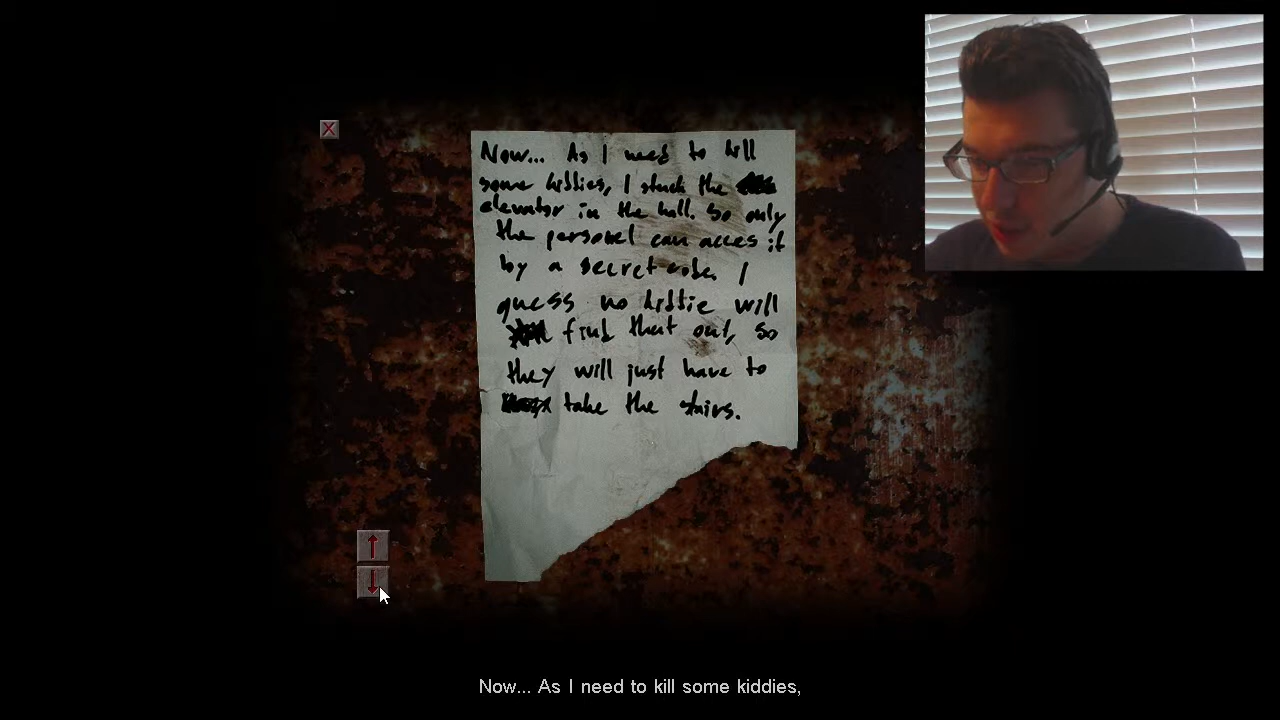 Now... As I need to kill
some kiddies, I stuck the
elevator in the hall. So only
the personel can acces it
by a secret code. I
guess no kiddie will
find that out, so
they will just have to
take the stairs.
Now... As I need to kill some kiddies,